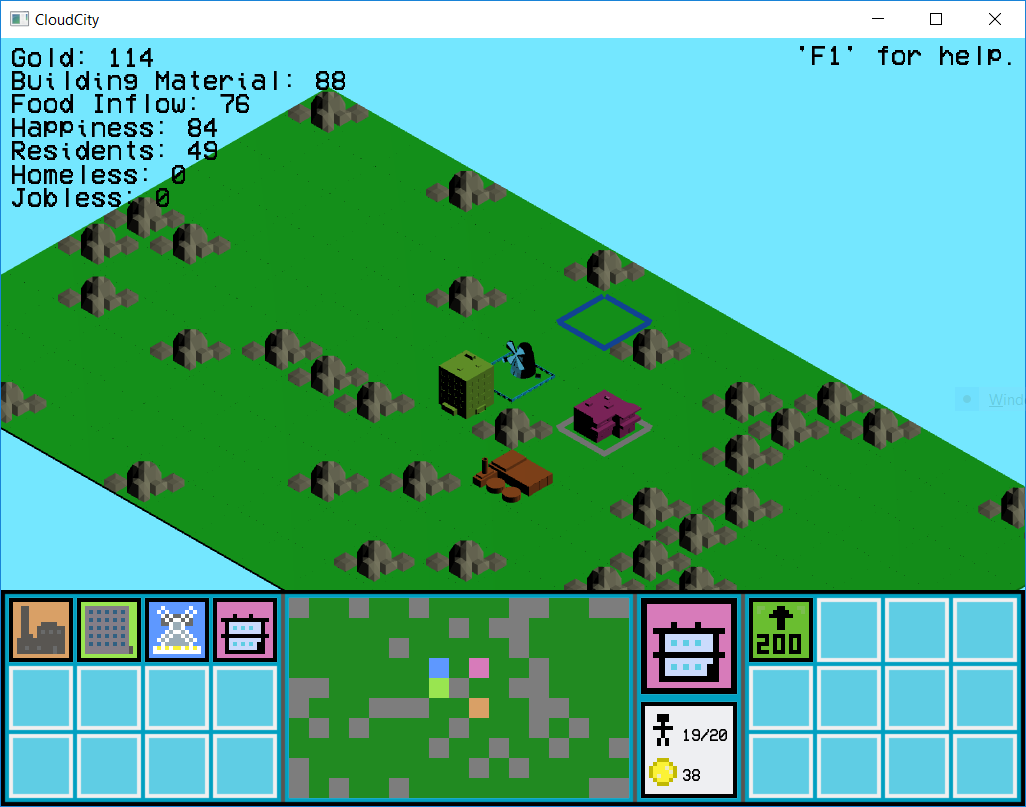 CloudCity
Gold: 114
'F1' for help.
Building Material: 88
Food Inflow: 76
Happiness: 84
Residents: 49
Homeless: 0
Jobless: 0
200
19/20
38